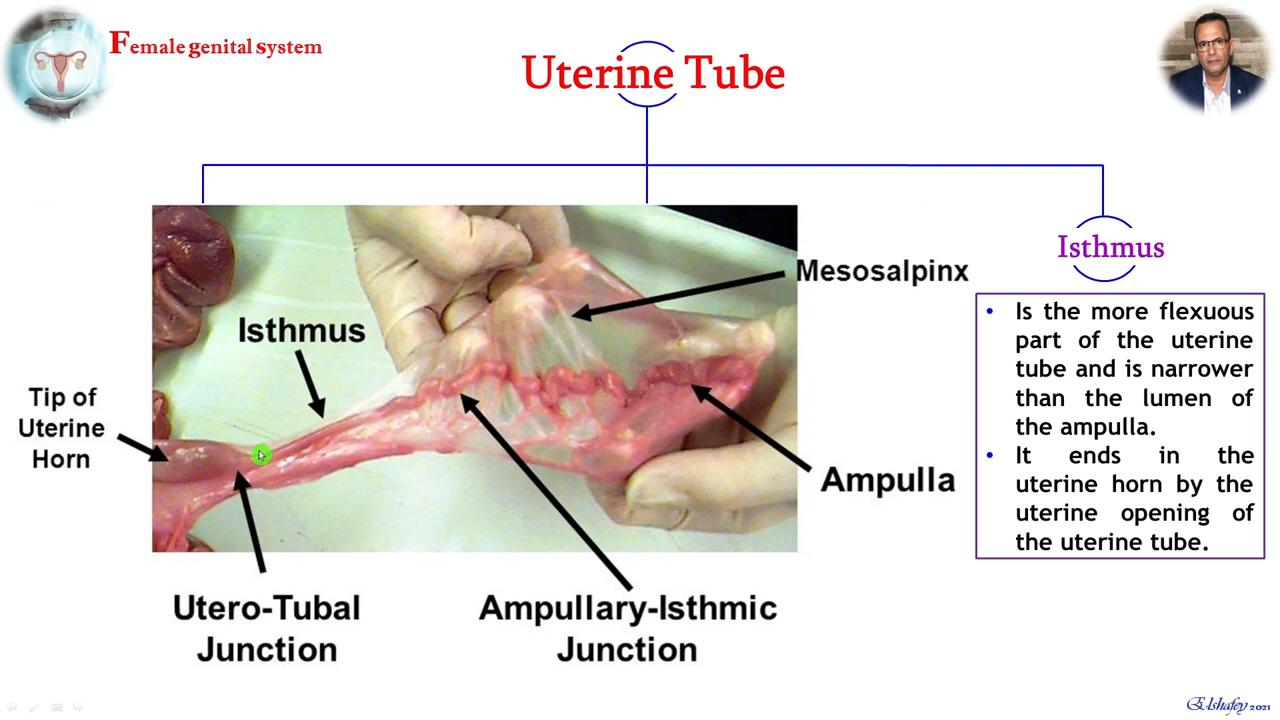 Female genital system
Uterine Tube
Isthmus
• Is the more flexuous
part of the uterine
tube and is narrower
than the lumen of
the ampulla.
• It ends in the
uterine horn by the
uterine opening of
the uterine tube.
Mesosalpinx
Isthmus
Tip of
Uterine
Horn
Ampulla
Utero-Tubal
Junction
Ampullary-Isthmic
Junction
Elshafey 2021